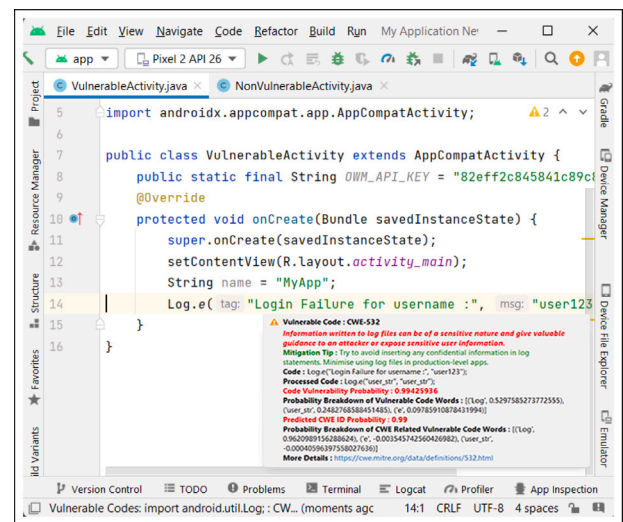 File Edit View Navigate Code Refactor Build Run My Application Ne
app Pixel 2 API 26
VulnerableActivity.java NonVulnerableActivity.java
5 import androidx.appcompat.app.AppCompatActivity; 2
6
7 public class VulnerableActivity extends AppCompatActivity {
8 public static final String OWM_API_KEY = "82eff2c845841c89c8
9 @Override
10 protected void onCreate(Bundle savedInstanceState) {
11 super.onCreate(savedInstanceState);
12 setContentView(R.layout.activity_main);
13 String name = "MyApp";
14 Log.e( tag: "Login Failure for username :", msg: "user123
15 }
16 }
Vulnerable Code : CWE-532
Information written to log files can be of a sensitive nature and give valuable
guidance to an attacker or expose sensitive user information.
Mitigation Tip : Try to avoid inserting any confidential information in log
statements. Minimise using log files in production-level apps.
Code : Log.e("Login Failure for username :", "user123");
Processed Code : Log.e("user_str", "user_str");
Code Vulnerability Probability : 0.99425936
Probability Breakdown of Vulnerable Code Words : [('Log', 0.5297585273772555),
('user_str', 0.2482768588451485), ('e', 0.09785910878431994)]
Predicted CWE ID Probability : 0.99
Probability Breakdown of CWE Related Vulnerable Code Words : [('Log',
0.9620989156288624), ('e', -0.003545742560426982), ('user_str',
-0.00040596397558027636)]
More Details : https://cwe.mitre.org/data/definitions/532.html
Project
Resource Manager
Structure
Favorites
ild Variants
Gradle
Device Manager
Device File Explorer
Emulator
Version Control TODO Problems Terminal Logcat Profiler App Inspection
Vulnerable Codes: import android.util.Log; : CW... (moments agc 14:1 CRLF UTF-8 4 spaces